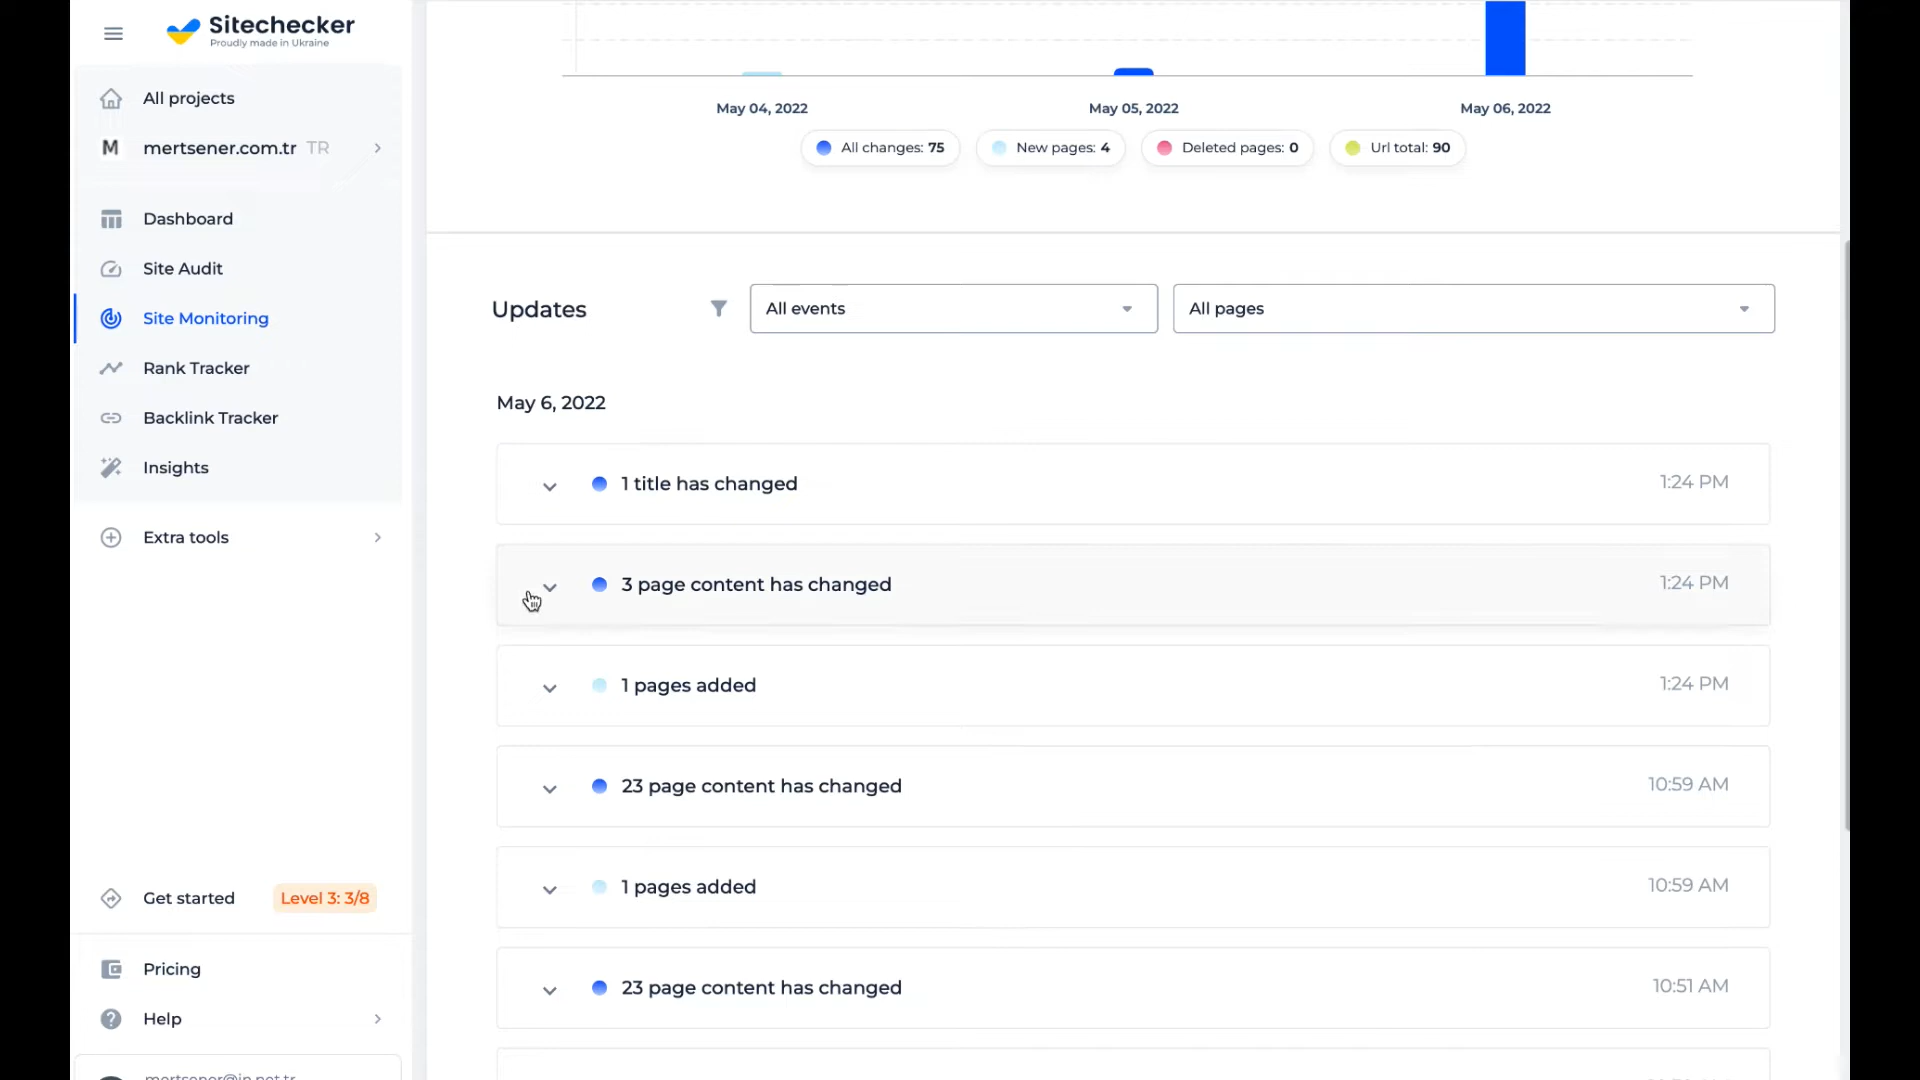 Sitechecker
Proudly made in Ukraine
All projects
M mertsener.com.tr TR
Dashboard
Site Audit
Site Monitoring
Rank Tracker
Backlink Tracker
Insights
Extra tools
Get started Level 3: 3/8
Pricing
Help
mertsener@in.net.tr
May 04, 2022 May 05, 2022 May 06, 2022
All changes: 75 New pages: 4 Deleted pages: 0 Url total: 90
Updates All events All pages
May 6, 2022
1 title has changed 1:24 PM
3 page content has changed 1:24 PM
1 pages added 1:24 PM
23 page content has changed 10:59 AM
1 pages added 10:59 AM
23 page content has changed 10:51 AM